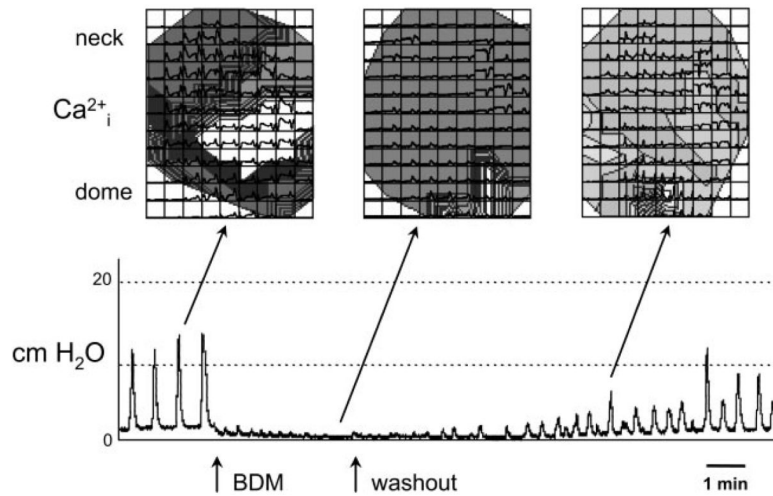 neck
Ca²⁺ᵢ
dome
20
cm H₂O
0
BDM
washout
1 min